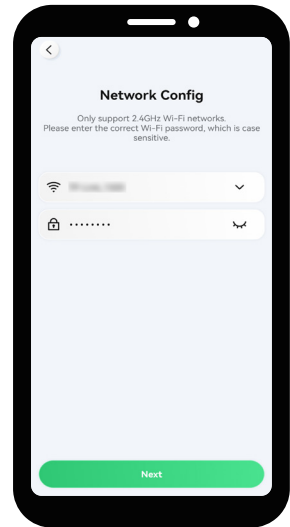 Network Config
Only support 2.4GHz Wi-Fi networks.
Please enter the correct Wi-Fi password, which is case
sensitive.
••••••••
Next